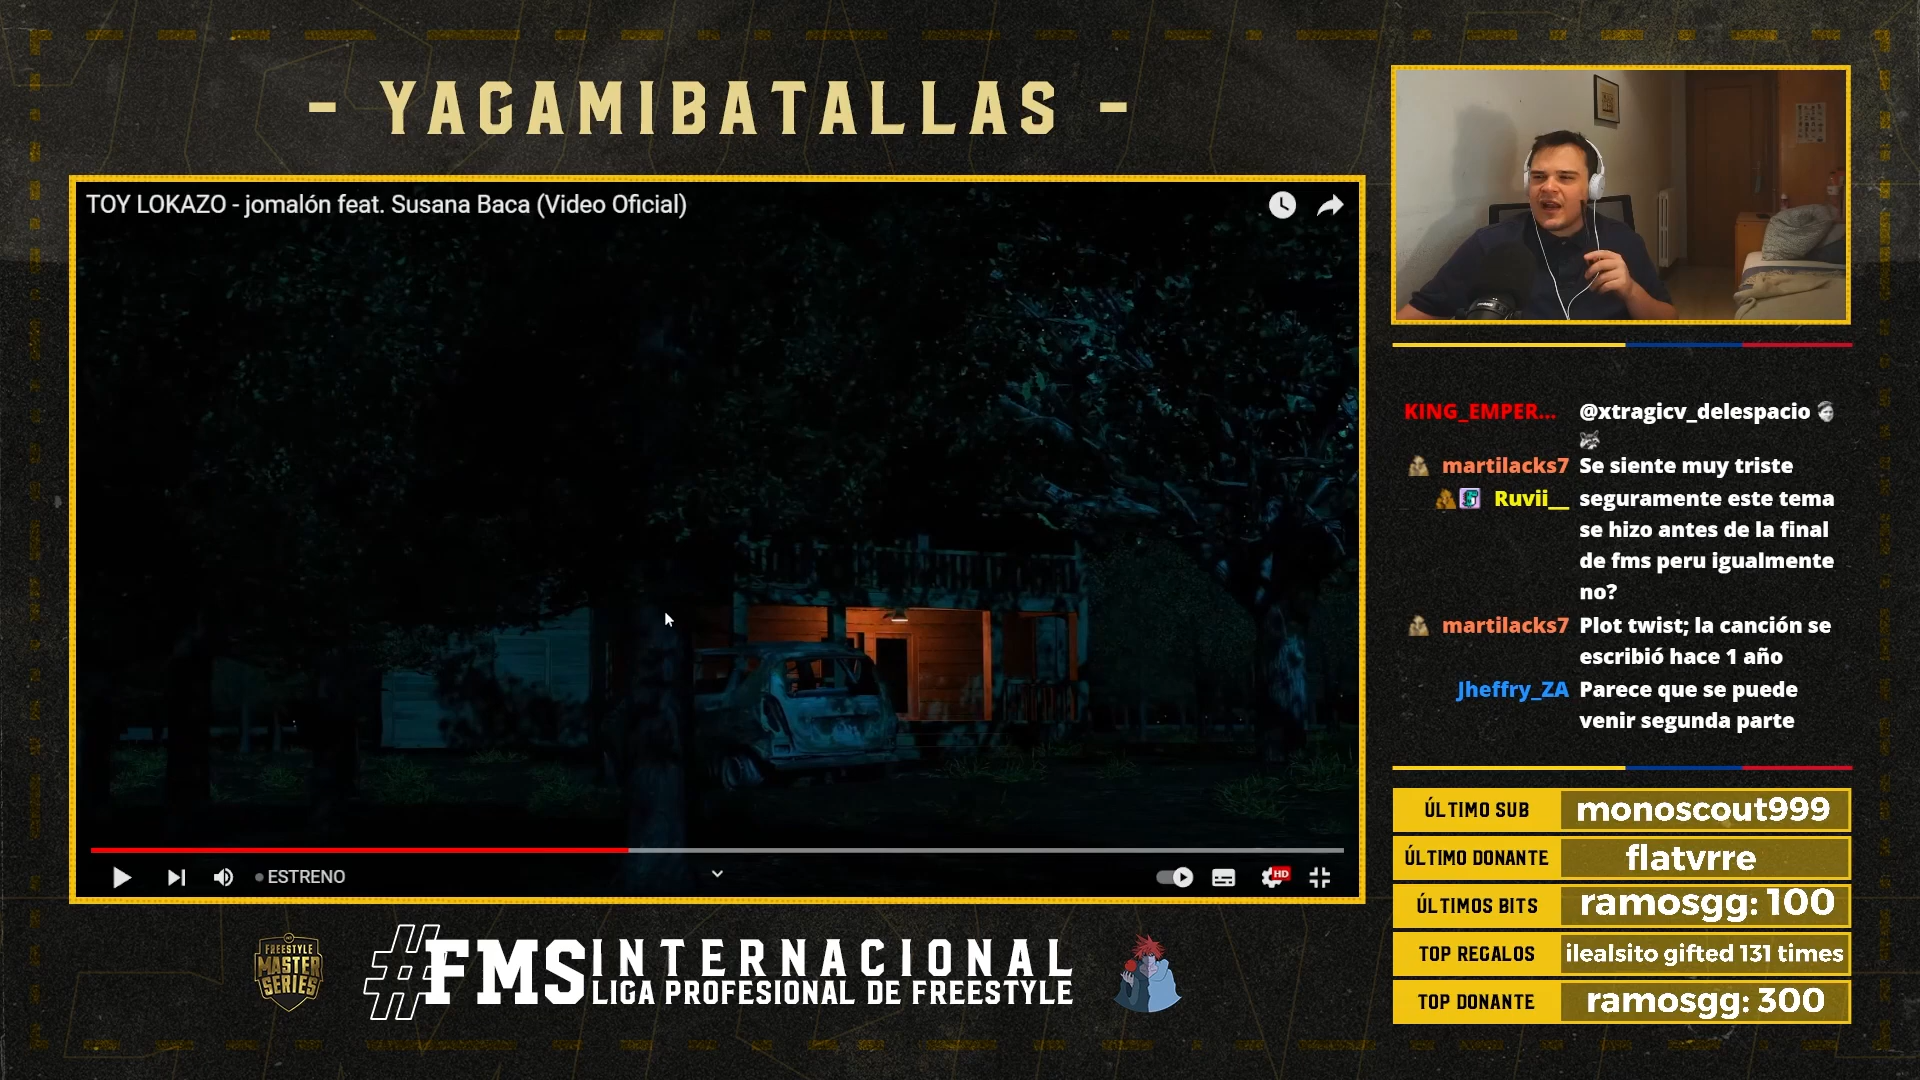 - YAGAMIBATALLAS -
TOY LOKAZO - jomalón feat. Susana Baca (Video Oficial)
ESTRENO
HD
KING_EMPER... @xtragicv_delespacio
martilacks7 Se siente muy triste
Ruvii__ seguramente este tema
se hizo antes de la final
de fms peru igualmente
no?
martilacks7 Plot twist; la canción se
escribió hace 1 año
Jheffry_ZA Parece que se puede
venir segunda parte
ÚLTIMO SUB monoscout999
ÚLTIMO DONANTE flatvrre
ÚLTIMOS BITS ramosgg: 100
TOP REGALOS ilealsito gifted 131 times
TOP DONANTE ramosgg: 300
FREESTYLE
MASTER
SERIES
#FMS INTERNACIONAL
LIGA PROFESIONAL DE FREESTYLE